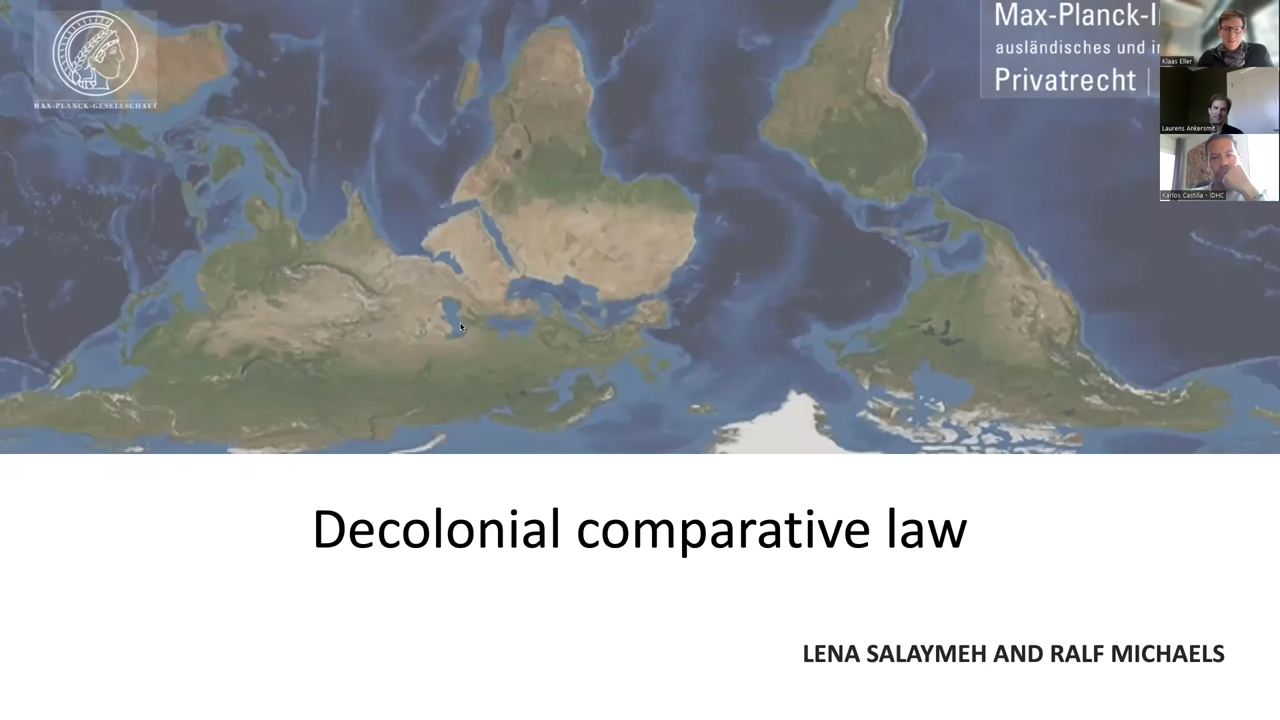 MAX-PLANCK-GESELLSCHAFT
Max-Planck-I
ausländisches und i
Privatrecht |
Klaas Eller
Laurens Ankersmit
Karlos Castilla - IDHC
Decolonial comparative law
LENA SALAYMEH AND RALF MICHAELS